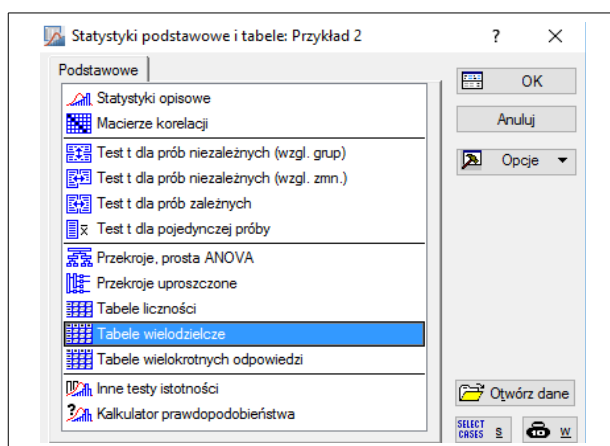 Statystyki podstawowe i tabele: Przykład 2 ? ×
Podstawowe
Statystyki opisowe
Macierze korelacji
Test t dla prób niezależnych (wzgl. grup)
Test t dla prób niezależnych (wzgl. zmn.)
Test t dla prób zależnych
Test t dla pojedynczej próby
Przekroje, prosta ANOVA
Przekroje uproszczone
Tabele liczności
Tabele wielodzielcze
Tabele wielokrotnych odpowiedzi
Inne testy istotności
Kalkulator prawdopodobieństwa
OK
Anuluj
Opcje
Otwórz dane
SELECT CASES S W